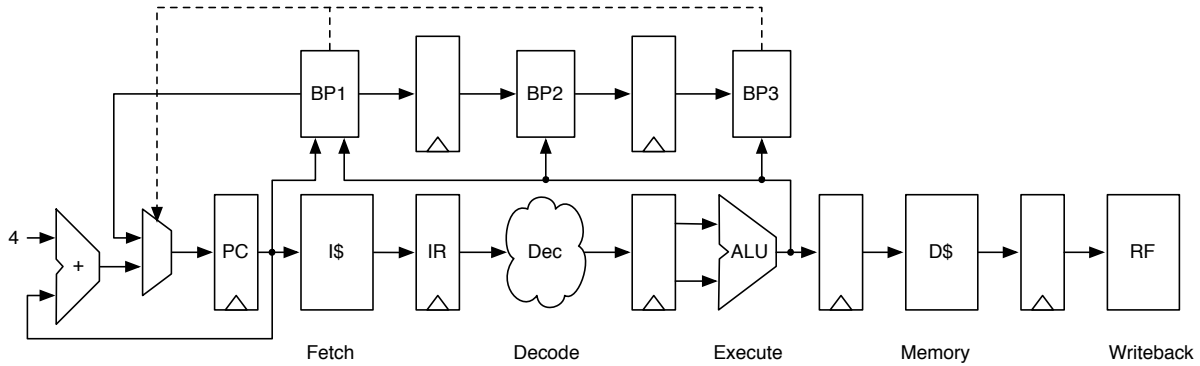 BP1 BP2 BP3
4 + PC I$ IR Dec ALU D$ RF
Fetch Decode Execute Memory Writeback